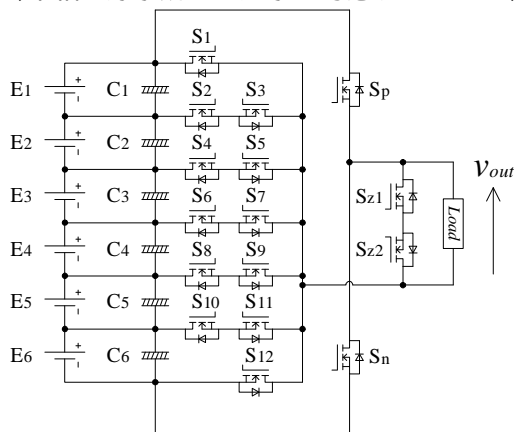 S1
E1 C1 S2 S3 Sp
E2 C2 S4 S5
vout
E3 C3 S6 S7 Sz1
Load
E4 C4 S8 S9 Sz2
E5 C5 S10 S11
E6 C6 S12 Sn